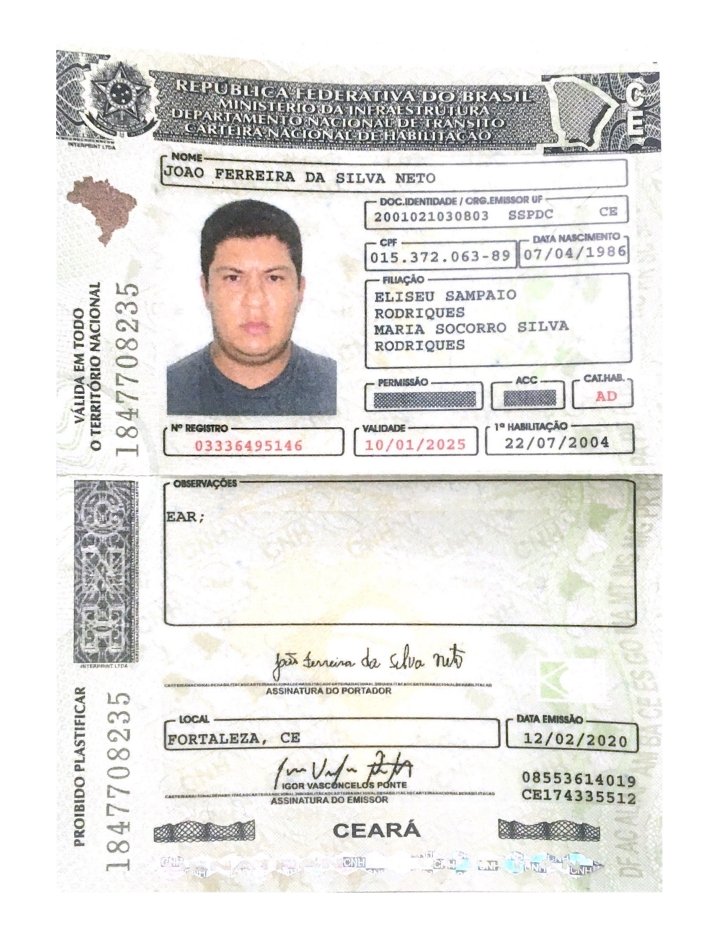 REPÚBLICA FEDERATIVA DO BRASIL
MINISTÉRIO DA INFRAESTRUTURA
DEPARTAMENTO NACIONAL DE TRÂNSITO
CARTEIRA NACIONAL DE HABILITAÇÃO
CE
INTERPRINT LTDA
NOME
JOAO FERREIRA DA SILVA NETO
DOC.IDENTIDADE / ORG.EMISSOR UF
2001021030803 SSPDC CE
CPF
015.372.063-89
DATA NASCIMENTO
07/04/1986
FILIAÇÃO
ELISEU SAMPAIO
RODRIQUES
MARIA SOCORRO SILVA
RODRIQUES
PERMISSÃO
ACC
CAT.HAB.
AD
Nº REGISTRO
03336495146
VALIDADE
10/01/2025
1ª HABILITAÇÃO
22/07/2004
VÁLIDA EM TODO
O TERRITÓRIO NACIONAL
1847708235
OBSERVAÇÕES
EAR;
INTERPRINT LTDA
João Ferreira da Silva Neto
ASSINATURA DO PORTADOR
LOCAL
FORTALEZA, CE
DATA EMISSÃO
12/02/2020
IGOR VASCONCELOS PONTE
ASSINATURA DO EMISSOR
08553614019
CE174335512
PROIBIDO PLASTIFICAR
1847708235
CEARÁ